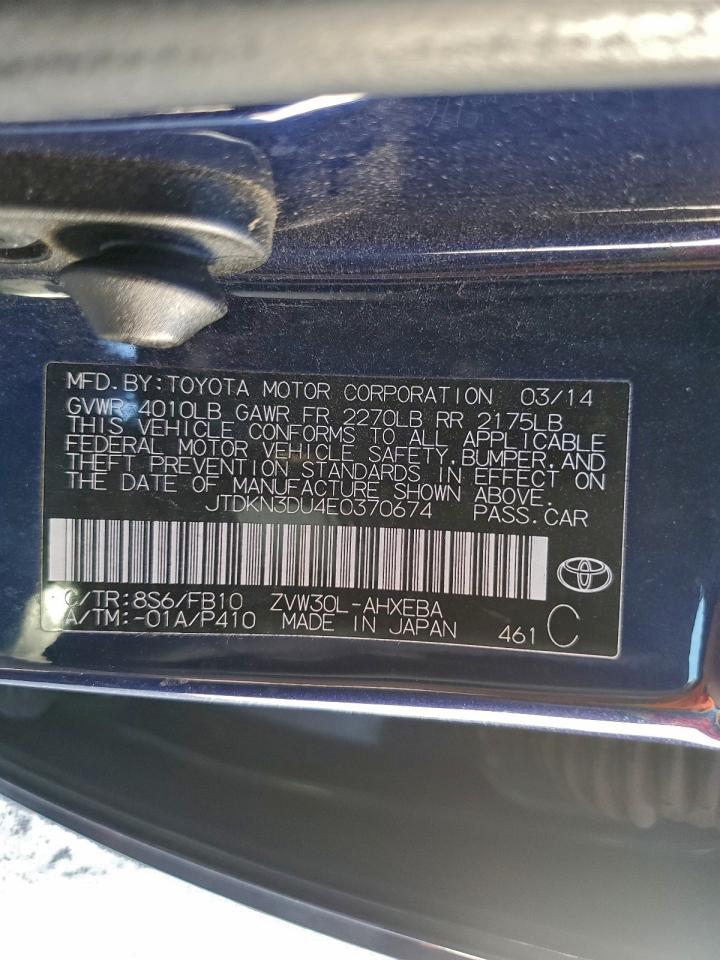 MFD.BY:TOYOTA MOTOR CORPORATION 03/14
GVWR 4010LB GAWR FR 2270LB RR 2175LB
THIS VEHICLE CONFORMS TO ALL APPLICABLE
FEDERAL MOTOR VEHICLE SAFETY,BUMPER,AND
THEFT PREVENTION STANDARDS IN EFFECT ON
THE DATE OF MANUFACTURE SHOWN ABOVE.
JTDKN3DU4E0370674 PASS.CAR
C/TR:8S6/FB10 ZVW30L-AHXEBA
A/TM:-01A/P410 MADE IN JAPAN 461 C